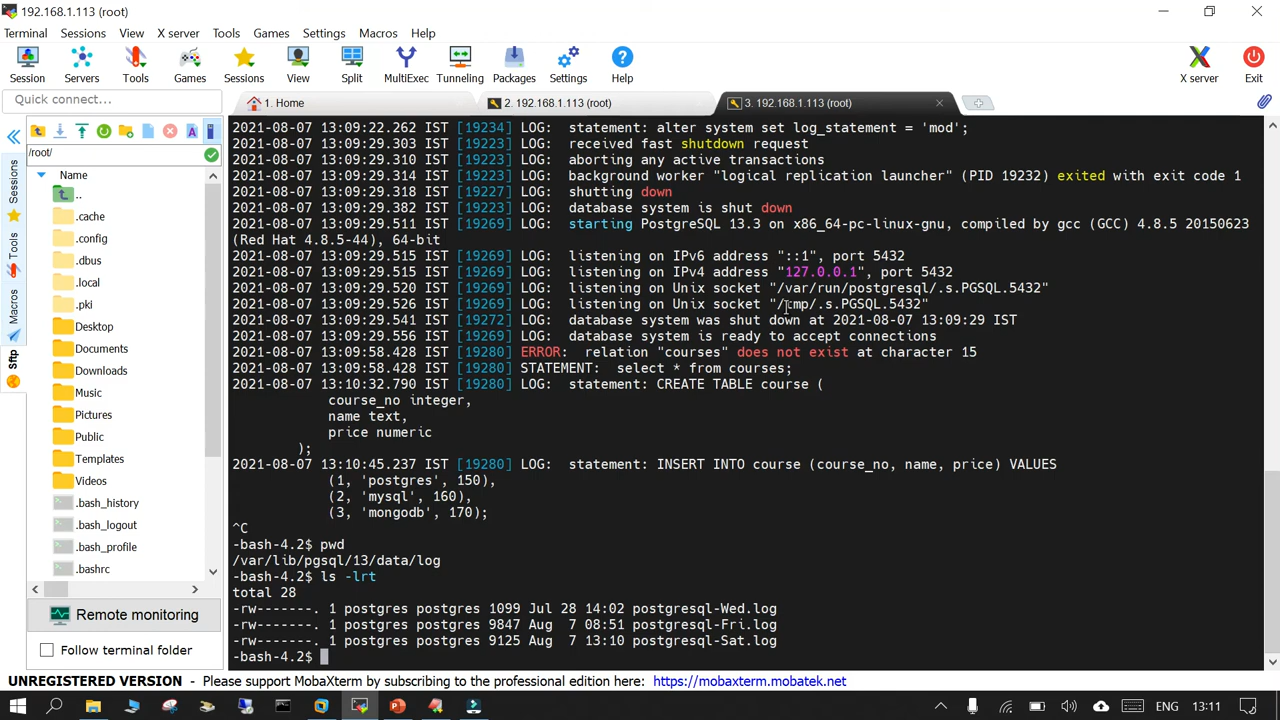 192.168.1.113 (root)
Terminal Sessions View X server Tools Games Settings Macros Help
Session Servers Tools Games Sessions View Split MultiExec Tunneling Packages Settings Help X server Exit
Quick connect...
1. Home
2. 192.168.1.113 (root)
3. 192.168.1.113 (root)
/root/
Name
..
.cache
.config
.dbus
.local
.pki
Desktop
Documents
Downloads
Music
Pictures
Public
Templates
Videos
.bash_history
.bash_logout
.bash_profile
.bashrc
Sessions
Tools
Macros
Sftp
Remote monitoring
Follow terminal folder
2021-08-07 13:09:22.262 IST [19234] LOG:  statement: alter system set log_statement = 'mod';
2021-08-07 13:09:29.303 IST [19223] LOG:  received fast shutdown request
2021-08-07 13:09:29.310 IST [19223] LOG:  aborting any active transactions
2021-08-07 13:09:29.314 IST [19223] LOG:  background worker "logical replication launcher" (PID 19232) exited with exit code 1
2021-08-07 13:09:29.318 IST [19227] LOG:  shutting down
2021-08-07 13:09:29.382 IST [19223] LOG:  database system is shut down
2021-08-07 13:09:29.511 IST [19269] LOG:  starting PostgreSQL 13.3 on x86_64-pc-linux-gnu, compiled by gcc (GCC) 4.8.5 20150623
(Red Hat 4.8.5-44), 64-bit
2021-08-07 13:09:29.515 IST [19269] LOG:  listening on IPv6 address "::1", port 5432
2021-08-07 13:09:29.515 IST [19269] LOG:  listening on IPv4 address "127.0.0.1", port 5432
2021-08-07 13:09:29.520 IST [19269] LOG:  listening on Unix socket "/var/run/postgresql/.s.PGSQL.5432"
2021-08-07 13:09:29.526 IST [19269] LOG:  listening on Unix socket "/tmp/.s.PGSQL.5432"
2021-08-07 13:09:29.541 IST [19272] LOG:  database system was shut down at 2021-08-07 13:09:29 IST
2021-08-07 13:09:29.556 IST [19269] LOG:  database system is ready to accept connections
2021-08-07 13:09:58.428 IST [19280] ERROR:  relation "courses" does not exist at character 15
2021-08-07 13:09:58.428 IST [19280] STATEMENT:  select * from courses;
2021-08-07 13:10:32.790 IST [19280] LOG:  statement: CREATE TABLE course (
course_no integer,
name text,
price numeric
);
2021-08-07 13:10:45.237 IST [19280] LOG:  statement: INSERT INTO course (course_no, name, price) VALUES
(1, 'postgres', 150),
(2, 'mysql', 160),
(3, 'mongodb', 170);
^C
-bash-4.2$ pwd
/var/lib/pgsql/13/data/log
-bash-4.2$ ls -lrt
total 28
-rw-------. 1 postgres postgres 1099 Jul 28 14:02 postgresql-Wed.log
-rw-------. 1 postgres postgres 9847 Aug  7 08:51 postgresql-Fri.log
-rw-------. 1 postgres postgres 9125 Aug  7 13:10 postgresql-Sat.log
-bash-4.2$
UNREGISTERED VERSION - Please support MobaXterm by subscribing to the professional edition here: https://mobaxterm.mobatek.net
ENG 13:11